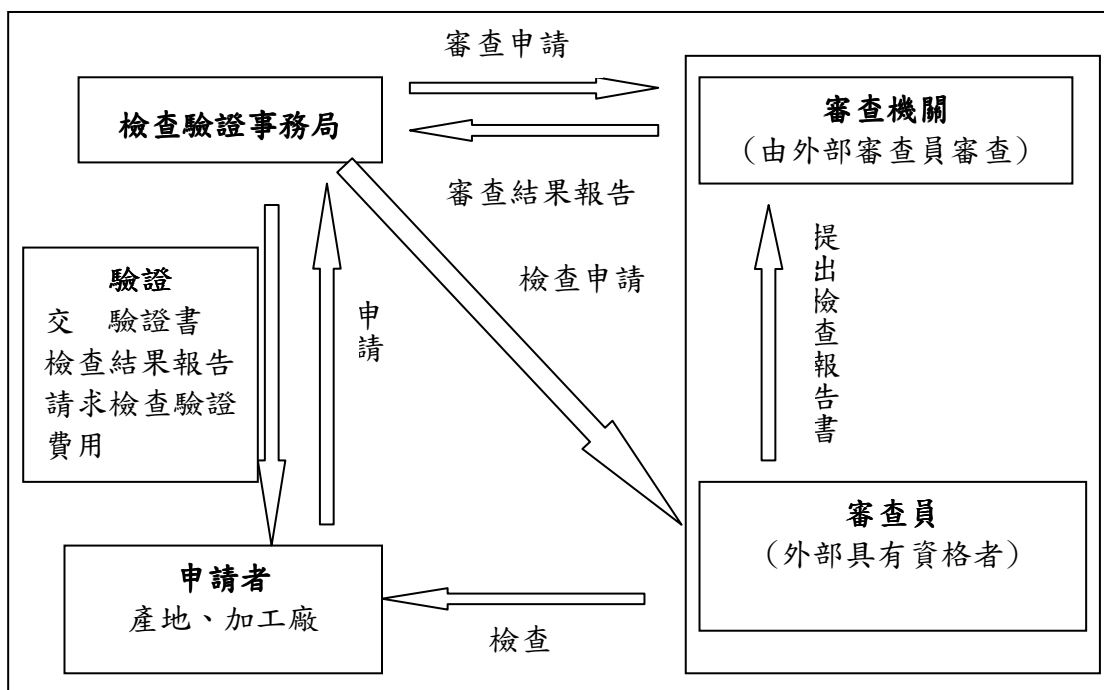 審查申請
檢查驗證事務局
審查機關
（由外部審查員審查）
審查結果報告
檢查申請
提出檢查報告書
申請
驗證
交　驗證書
檢查結果報告
請求檢查驗證
費用
審查員
（外部具有資格者）
申請者
產地、加工廠
檢查